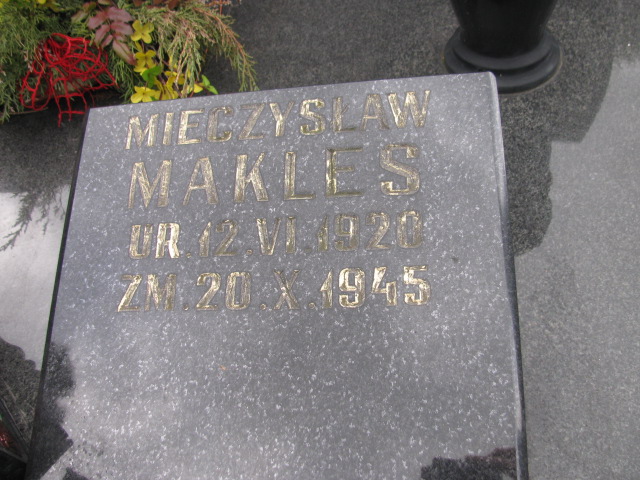 MIECZYSŁAW
MAKLES
UR.12.VI.1920
ZM.20.X.1945